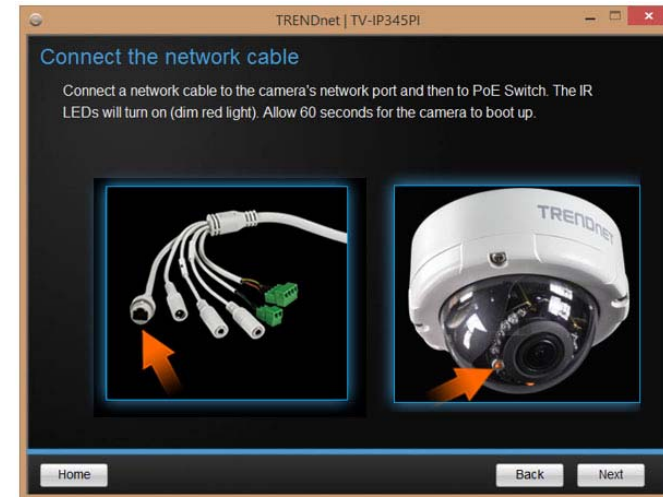 TRENDnet | TV-IP345PI
Connect the network cable
Connect a network cable to the camera's network port and then to PoE Switch. The IR
LEDs will turn on (dim red light). Allow 60 seconds for the camera to boot up.
TRENDnet
Home
Back
Next